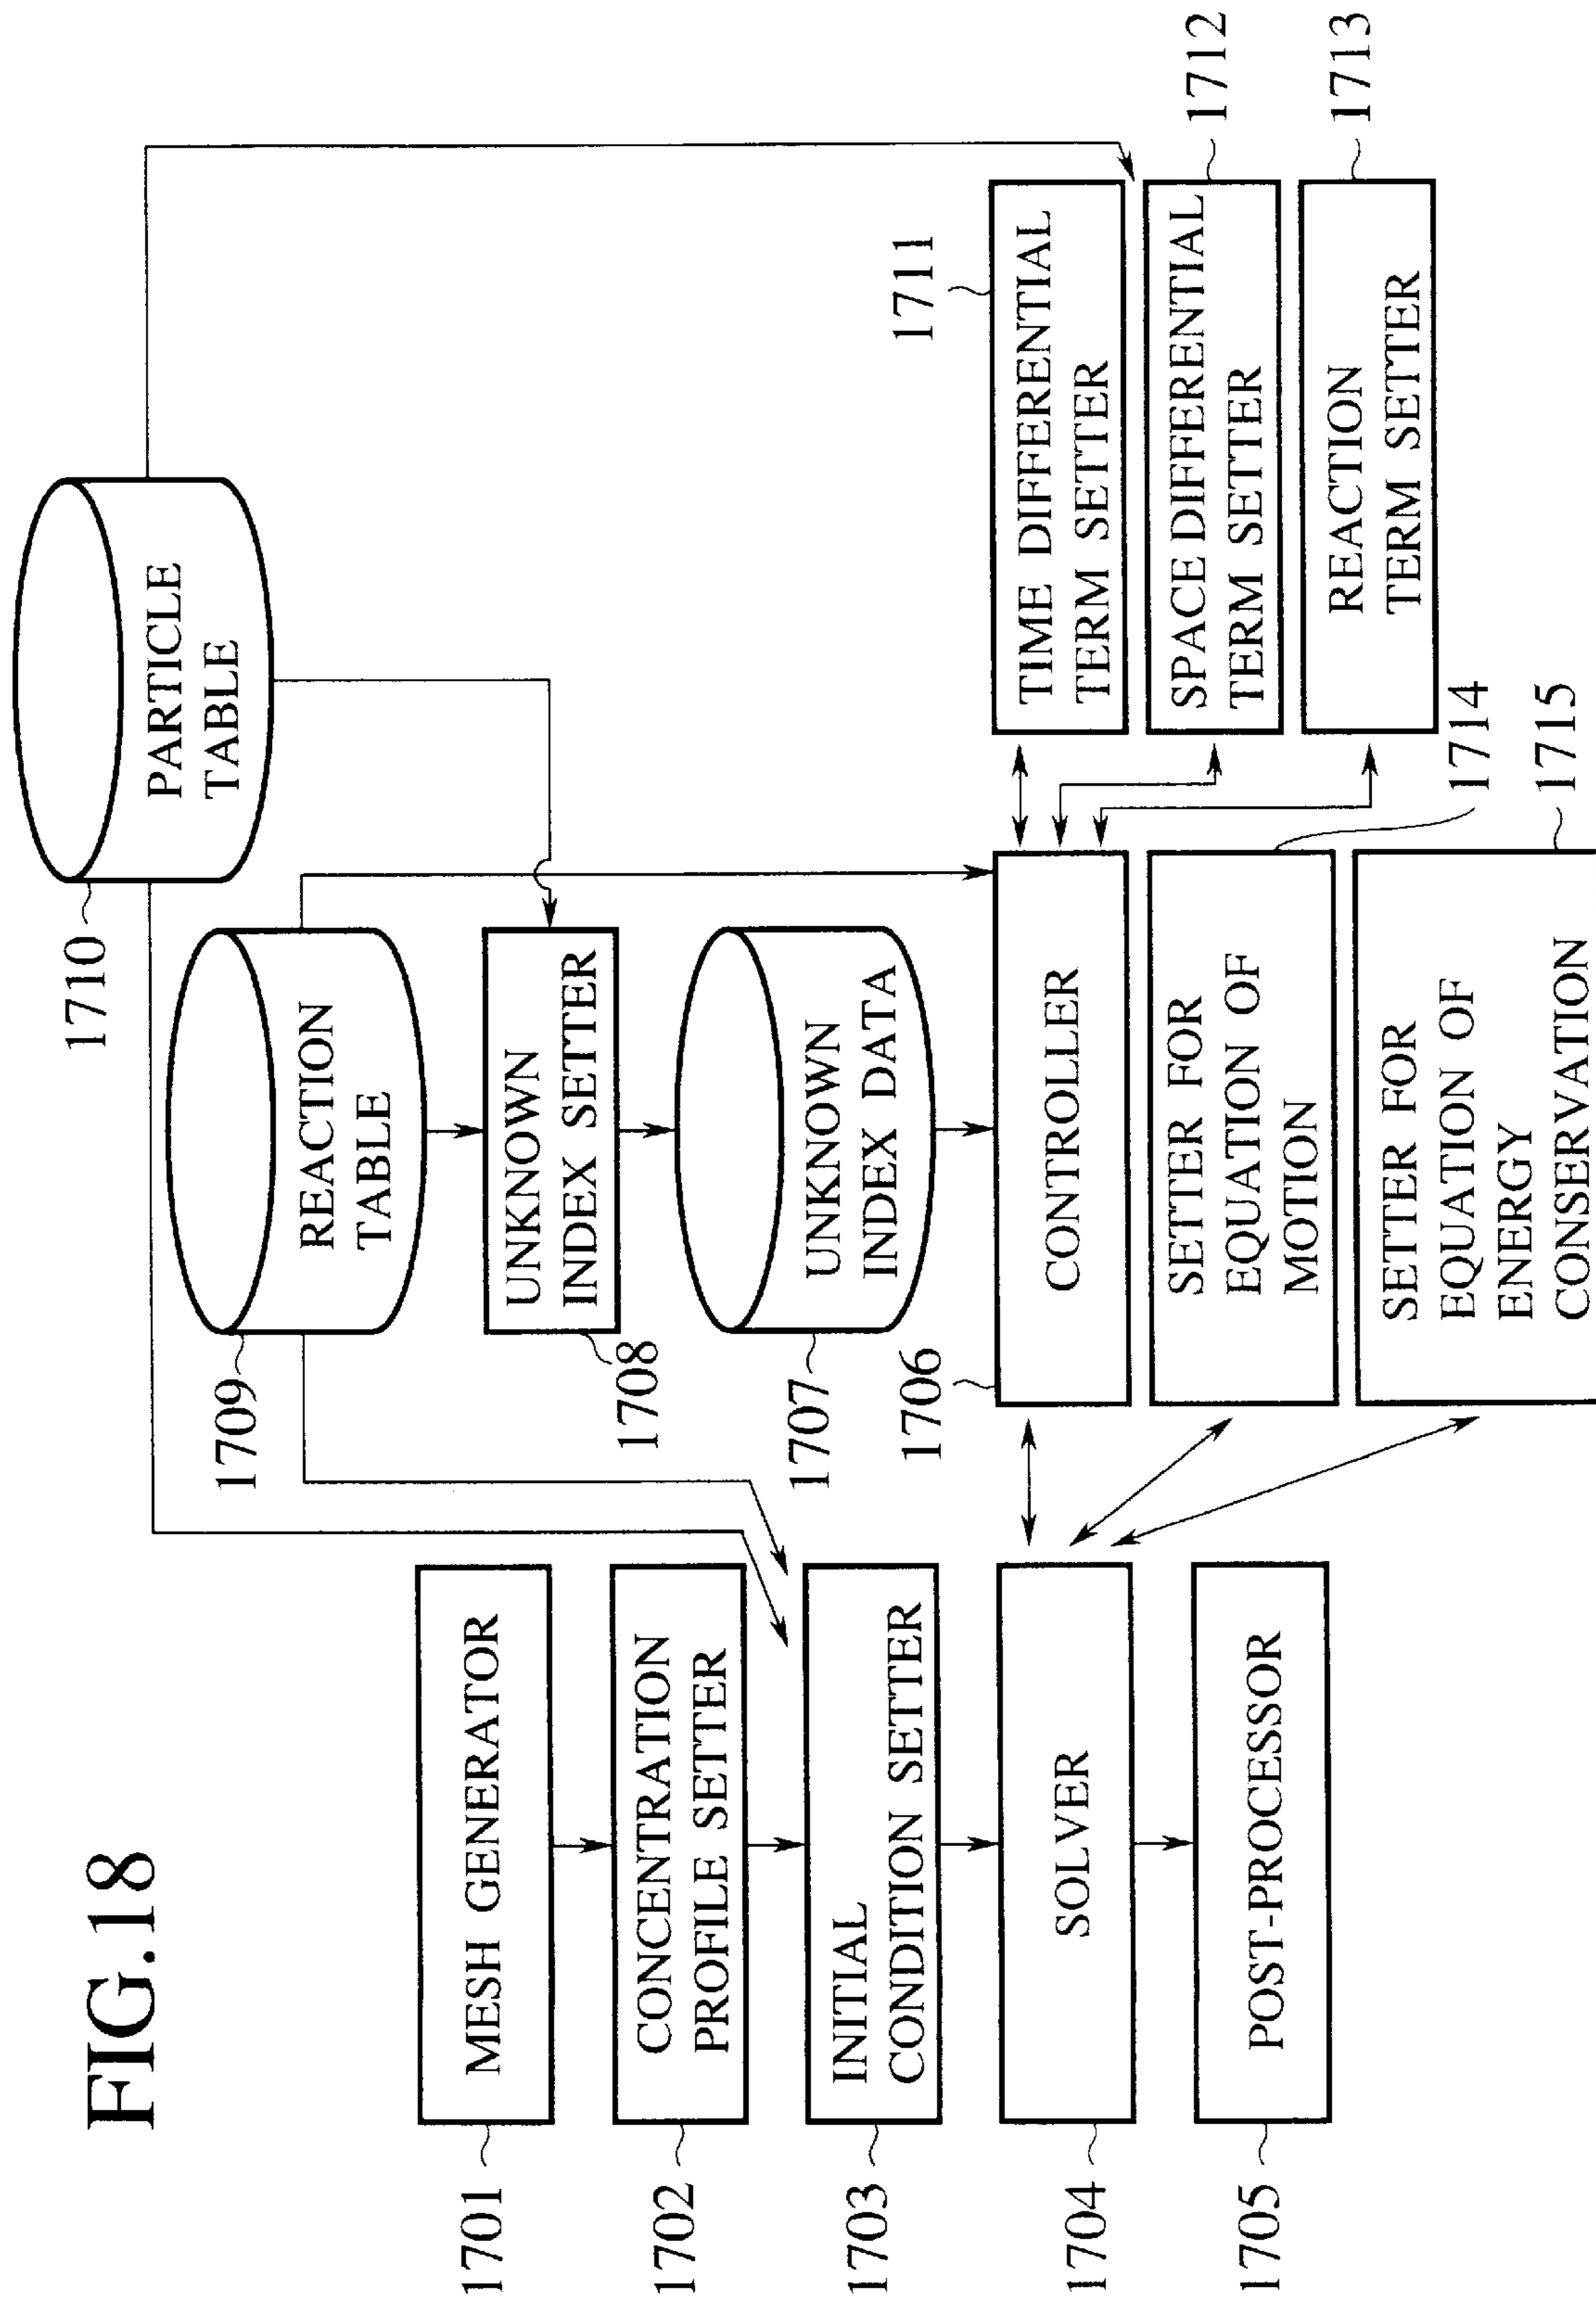 FIG.18
1701
MESH GENERATOR
1702
CONCENTRATION
PROFILE SETTER
1703
INITIAL
CONDITION SETTER
1704
SOLVER
1705
POST-PROCESSOR
1710
PARTICLE
TABLE
1709
REACTION
TABLE
1708
UNKNOWN
INDEX SETTER
1707
UNKNOWN
INDEX DATA
1706
CONTROLLER
SETTER FOR
EQUATION OF
MOTION
1714
SETTER FOR
EQUATION OF
ENERGY
CONSERVATION
1715
1711
TIME DIFFERENTIAL
TERM SETTER
1712
SPACE DIFFERENTIAL
TERM SETTER
1713
REACTION
TERM SETTER